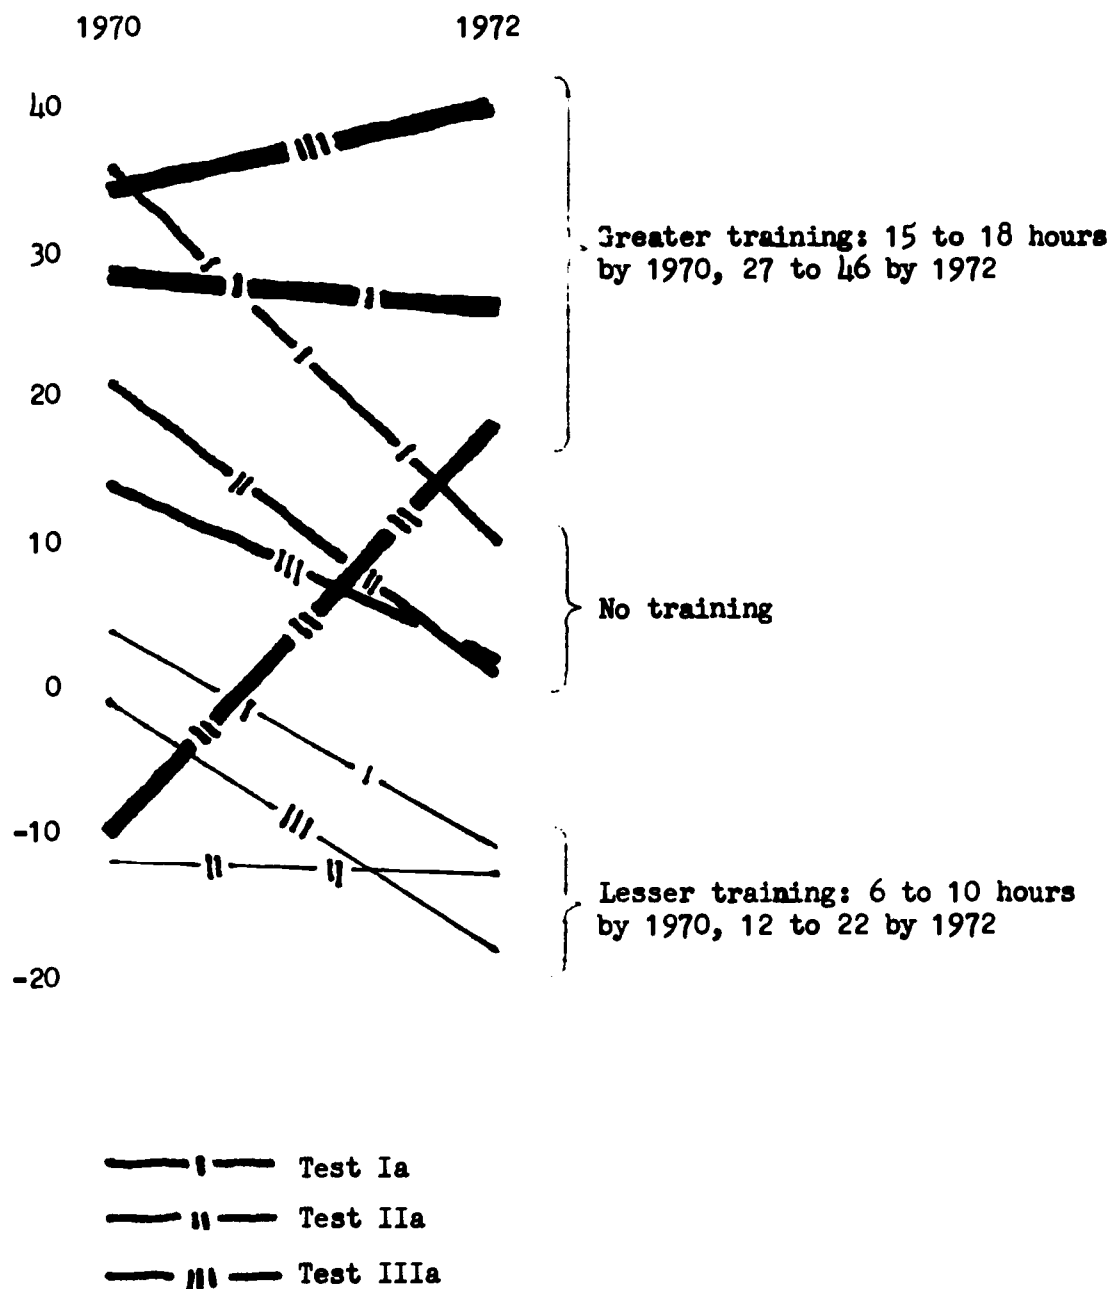 1970 1972
40
30
20
10
0
-10
-20
Greater training: 15 to 18 hours
by 1970, 27 to 46 by 1972
No training
Lesser training: 6 to 10 hours
by 1970, 12 to 22 by 1972
Test Ia
Test IIa
Test IIIa